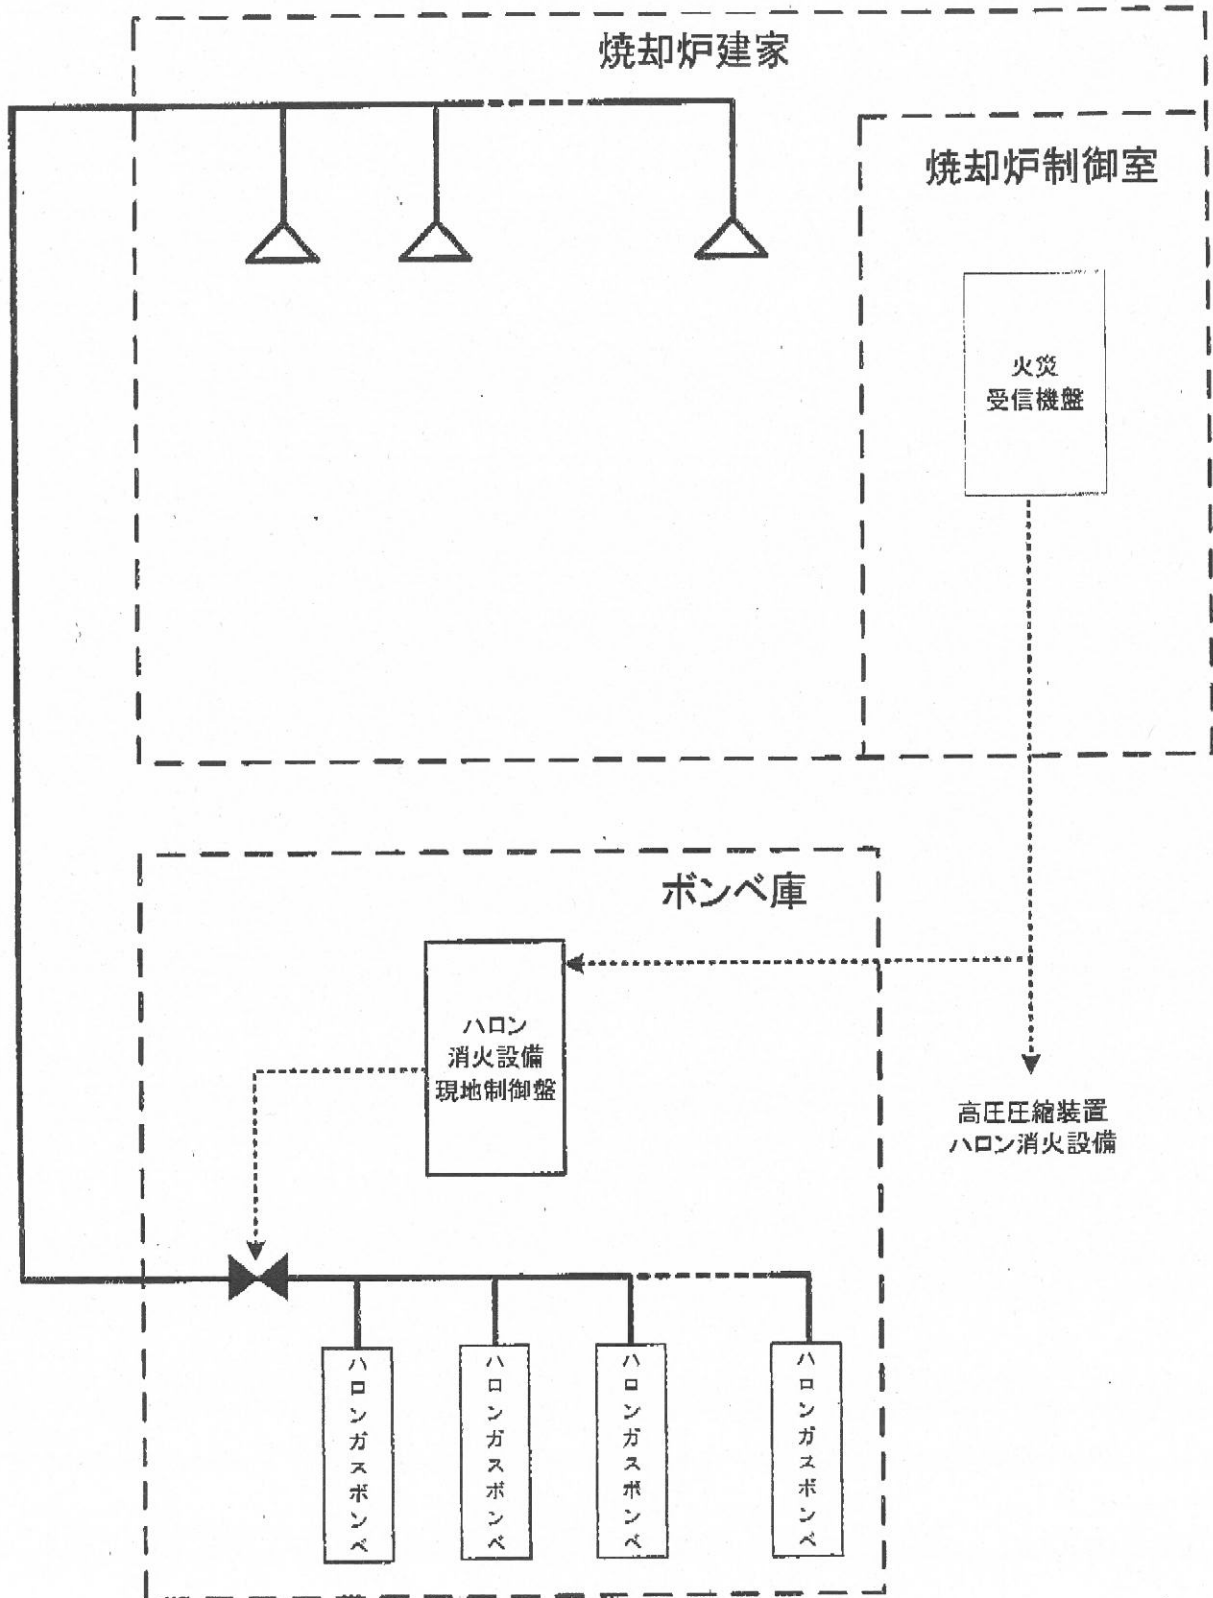 焼却炉建家
焼却炉制御室
火災
受信機盤
ボンベ庫
ハロン
消火設備
現地制御盤
高圧圧縮装置
ハロン消火設備
ハロンガスボンベ
ハロンガスボンベ
ハロンガスボンベ
ハロンガスボンベ